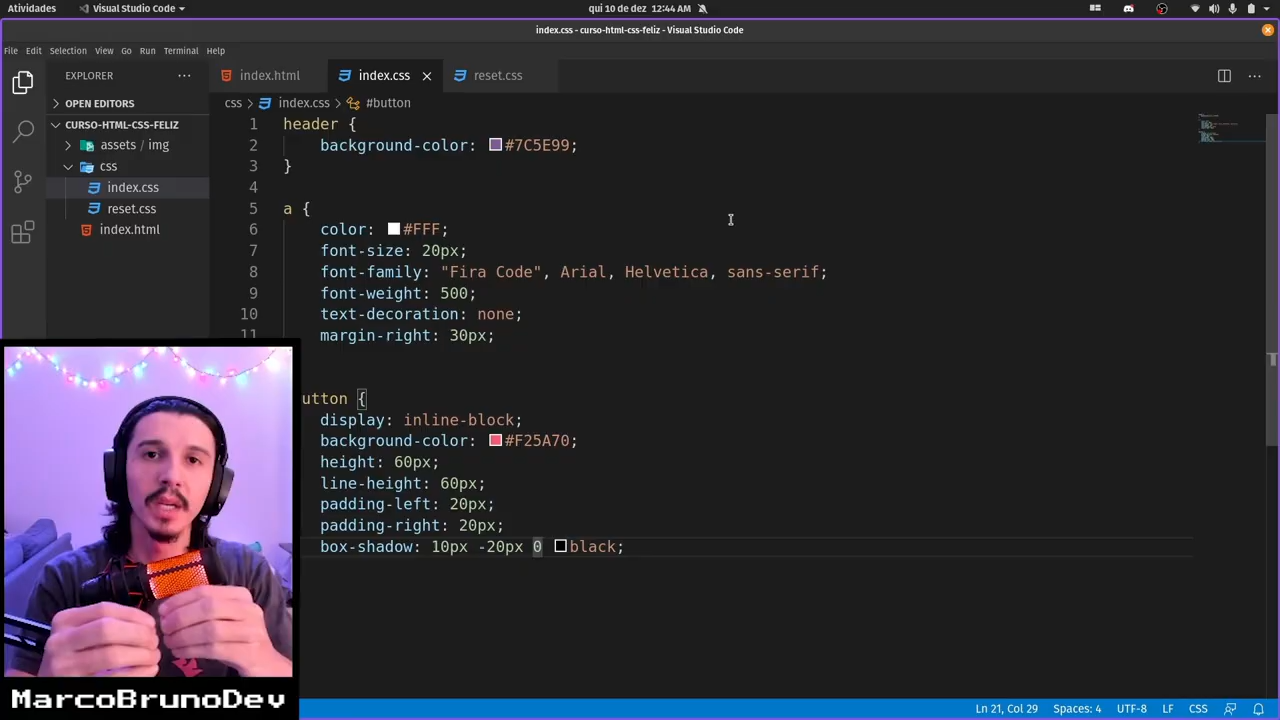 Atividades
Visual Studio Code
qui 10 de dez 12:44 AM
index.css - curso-html-css-feliz - Visual Studio Code
File Edit Selection View Go Run Terminal Help
EXPLORER
OPEN EDITORS
CURSO-HTML-CSS-FELIZ
assets / img
css
index.css
reset.css
index.html
index.html
index.css
reset.css
css > index.css > #button
1 header {
2 background-color: #7C5E99;
3 }
4
5 a {
6 color: #FFF;
7 font-size: 20px;
8 font-family: "Fira Code", Arial, Helvetica, sans-serif;
9 font-weight: 500;
10 text-decoration: none;
11 margin-right: 30px;
utton {
display: inline-block;
background-color: #F25A70;
height: 60px;
line-height: 60px;
padding-left: 20px;
padding-right: 20px;
box-shadow: 10px -20px 0 black;
MarcoBrunoDev
Ln 21, Col 29 Spaces: 4 UTF-8 LF CSS